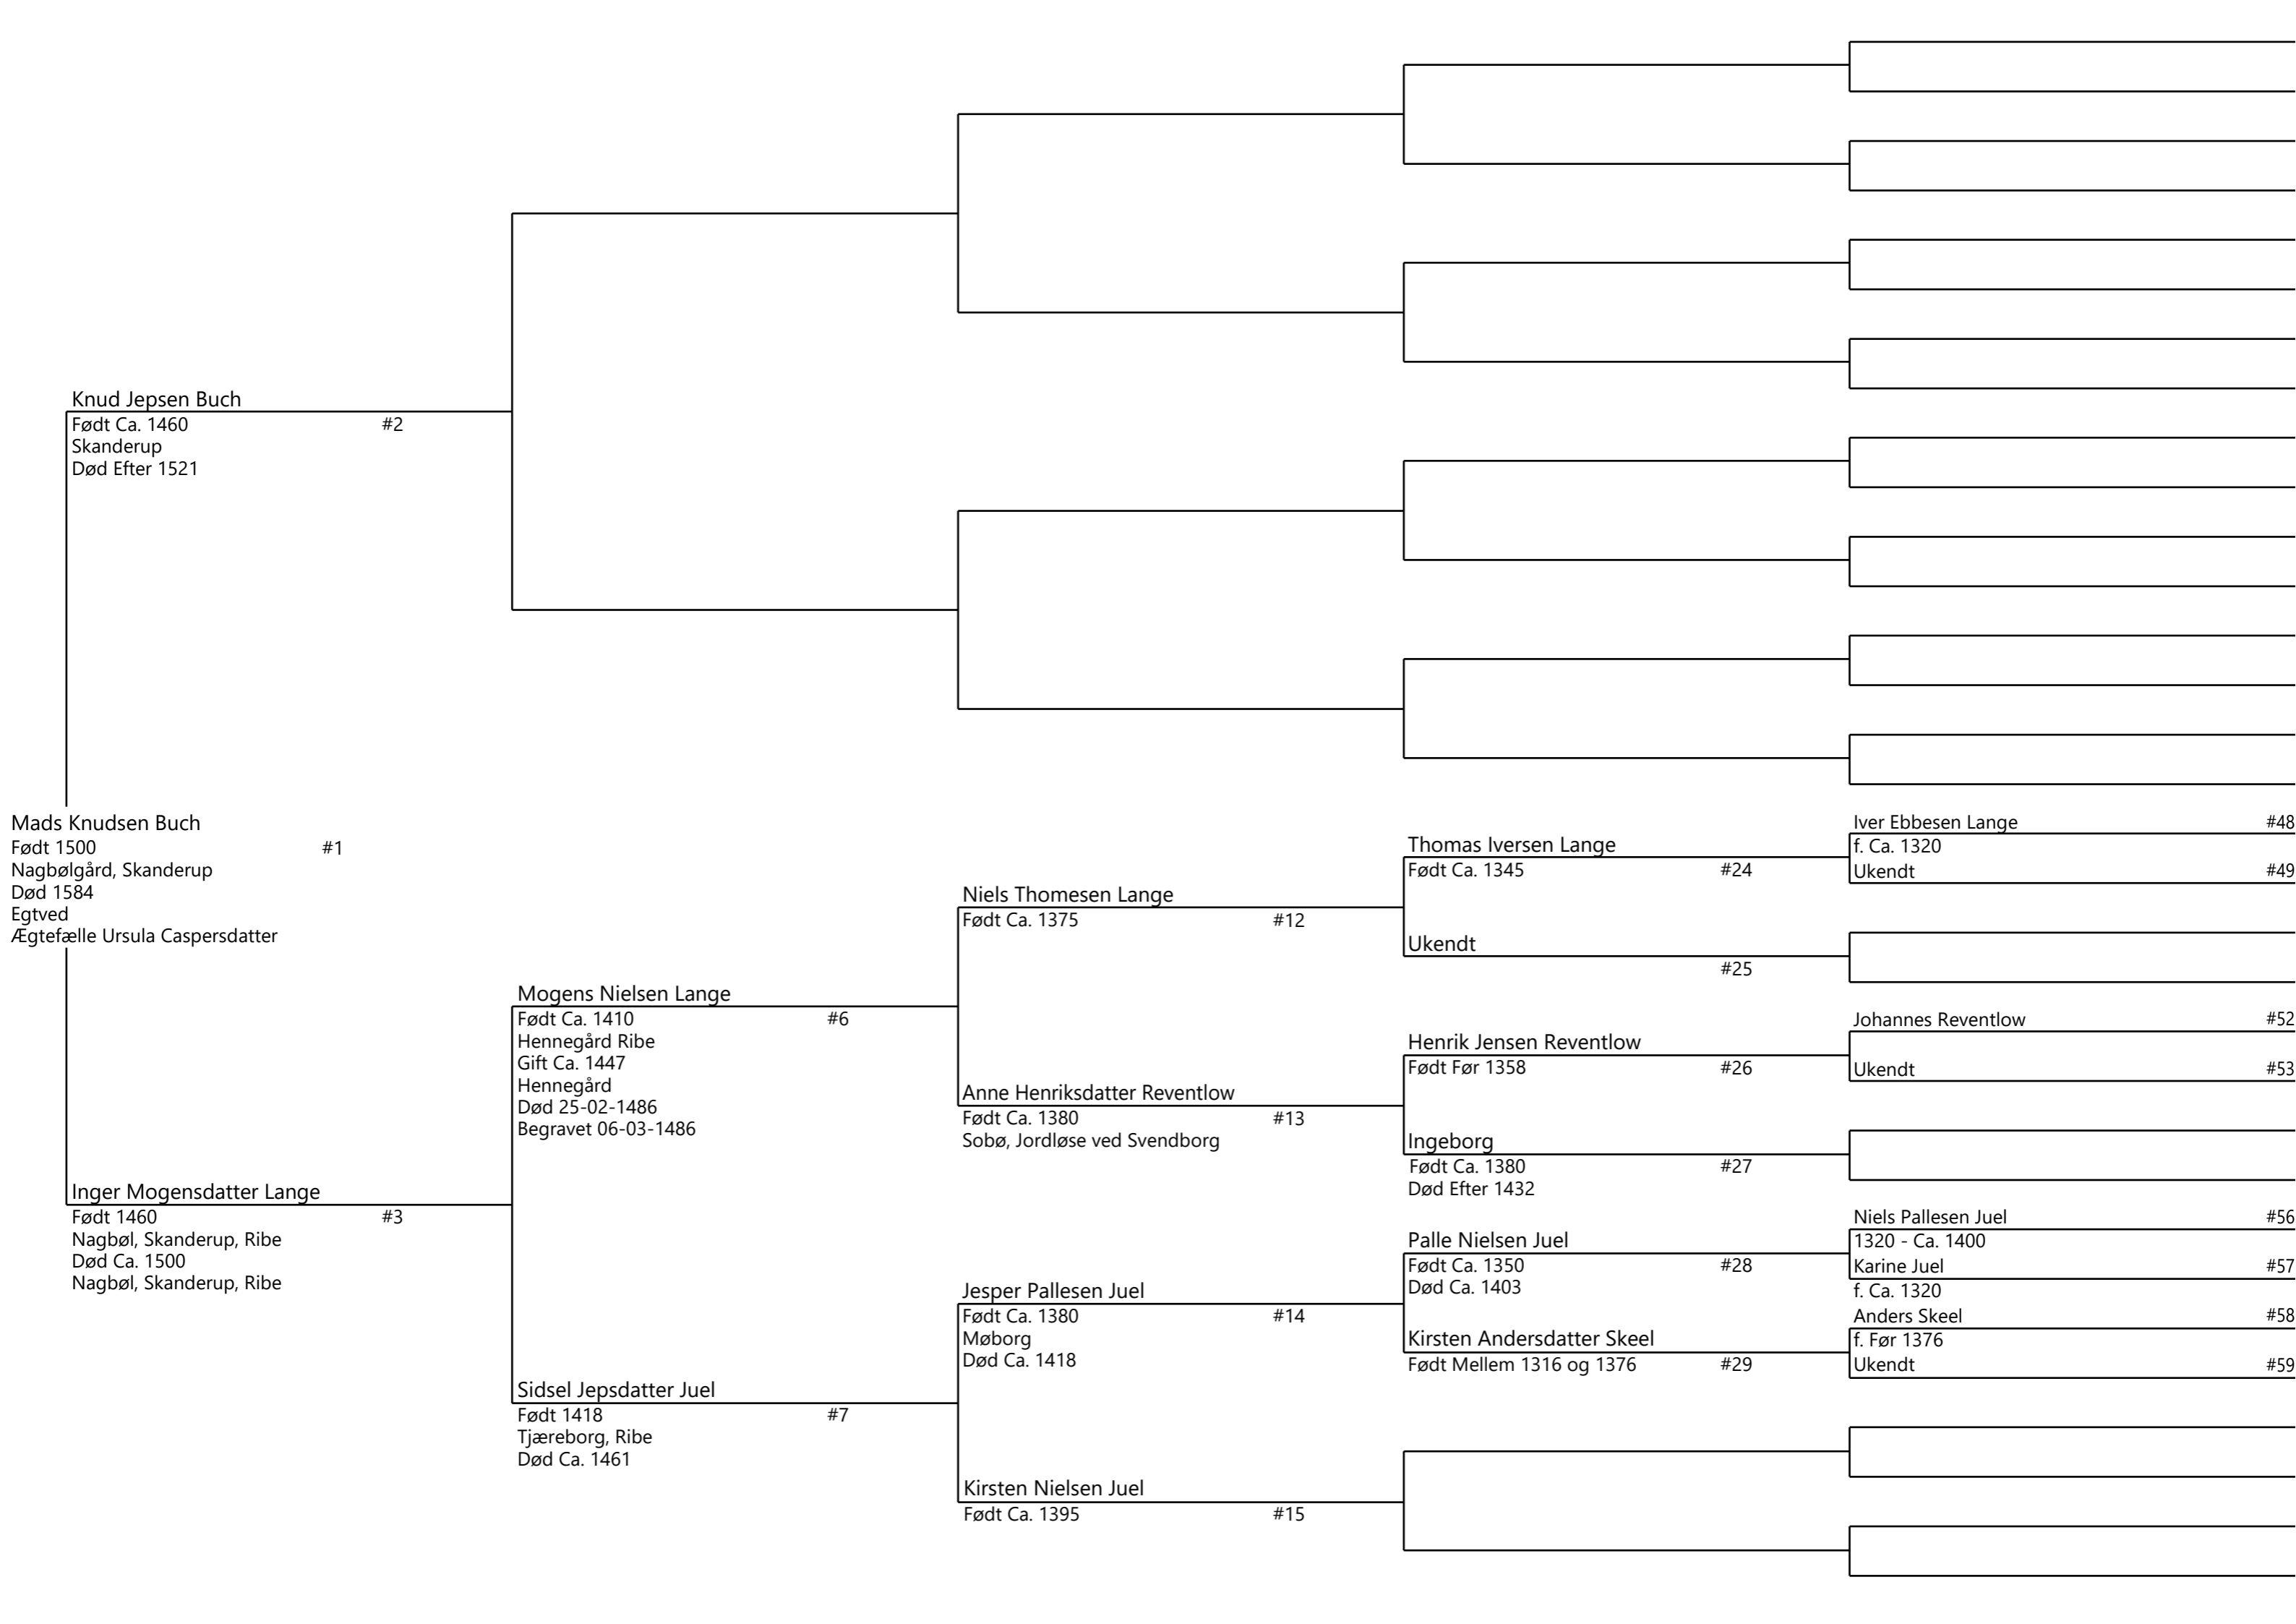 Knud Jepsen Buch
Født Ca. 1460 #2
Skanderup
Død Efter 1521
Mads Knudsen Buch
Født 1500 #1
Nagbølgård, Skanderup
Død 1584
Egtved
Ægtefælle Ursula Caspersdatter
Inger Mogensdatter Lange
Født 1460 #3
Nagbøl, Skanderup, Ribe
Død Ca. 1500
Nagbøl, Skanderup, Ribe
Mogens Nielsen Lange
Født Ca. 1410 #6
Hennegård Ribe
Gift Ca. 1447
Hennegård
Død 25-02-1486
Begravet 06-03-1486
Sidsel Jepsdatter Juel
Født 1418 #7
Tjæreborg, Ribe
Død Ca. 1461
Niels Thomesen Lange
Født Ca. 1375 #12
Anne Henriksdatter Reventlow
Født Ca. 1380 #13
Sobø, Jordløse ved Svendborg
Jesper Pallesen Juel
Født Ca. 1380 #14
Møborg
Død Ca. 1418
Kirsten Nielsen Juel
Født Ca. 1395 #15
Thomas Iversen Lange
Født Ca. 1345 #24
Ukendt
#25
Henrik Jensen Reventlow
Født Før 1358 #26
Ingeborg
Født Ca. 1380 #27
Død Efter 1432
Palle Nielsen Juel
Født Ca. 1350 #28
Død Ca. 1403
Kirsten Andersdatter Skeel
Født Mellem 1316 og 1376 #29
Iver Ebbesen Lange #48
f. Ca. 1320
Ukendt #49
Johannes Reventlow #52
Ukendt #53
Niels Pallesen Juel #56
1320 - Ca. 1400
Karine Juel #57
f. Ca. 1320
Anders Skeel #58
f. Før 1376
Ukendt #59